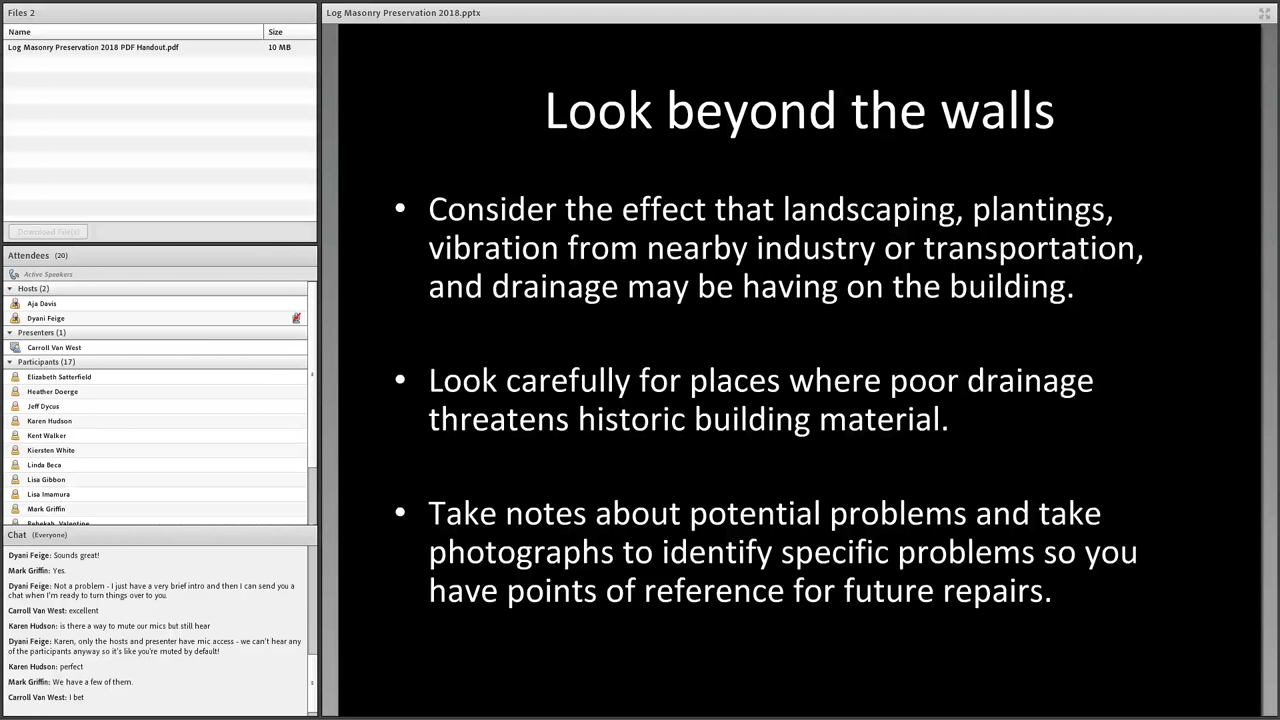 Files 2
Name Size
Log Masonry Preservation 2018 PDF Handout.pdf 10 MB
Download File(s)
Attendees (20)
Active Speakers
Hosts (2)
Aja Davis
Dyani Feige
Presenters (1)
Carroll Van West
Participants (17)
Elizabeth Satterfield
Heather Doerge
Jeff Dycus
Karen Hudson
Kent Walker
Kiersten White
Linda Beca
Lisa Gibbon
Lisa Imamura
Mark Griffin
Rebekah, Valentine
Chat (Everyone)
Dyani Feige: Sounds great!
Mark Griffin: Yes.
Dyani Feige: Not a problem - I just have a very brief intro and then I can send you a
chat when I'm ready to turn things over to you.
Carroll Van West: excellent
Karen Hudson: is there a way to mute our mics but still hear
Dyani Feige: Karen, only the hosts and presenter have mic access - we can't hear any
of the participants anyway so it's like you're muted by default!
Karen Hudson: perfect
Mark Griffin: We have a few of them.
Carroll Van West: I bet
Log Masonry Preservation 2018.pptx
Look beyond the walls
• Consider the effect that landscaping, plantings,
vibration from nearby industry or transportation,
and drainage may be having on the building.
• Look carefully for places where poor drainage
threatens historic building material.
• Take notes about potential problems and take
photographs to identify specific problems so you
have points of reference for future repairs.